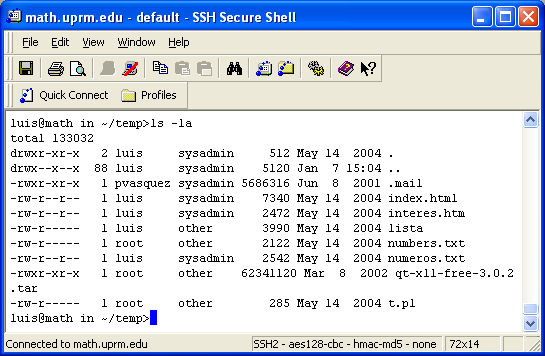 math.uprm.edu - default - SSH Secure Shell
File Edit View Window Help
Quick Connect Profiles
luis@math in ~/temp>ls -la
total 133032
drwxr-xr-x   2 luis     sysadmin      512 May 14  2004 .
drwx--x--x  88 luis     sysadmin     5120 Jan  7 15:04 ..
-rwxr-xr-x   1 pvasquez sysadmin  5686316 Jun  8  2001 .mail
-rw-r--r--   1 luis     sysadmin     7340 May 14  2004 index.html
-rw-r--r--   1 luis     sysadmin     2472 May 14  2004 interes.htm
-rw-r-----   1 luis     other        3990 May 14  2004 lista
-rw-r-----   1 root     other        2122 May 14  2004 numbers.txt
-rw-r--r--   1 luis     sysadmin     2542 May 14  2004 numeros.txt
-rwxr-xr-x   1 root     other    62341120 Mar  8  2002 qt-x11-free-3.0.2
.tar
-rw-r-----   1 root     other         285 May 14  2004 t.pl
luis@math in ~/temp>
Connected to math.uprm.edu SSH2 - aes128-cbc - hmac-md5 - none 72x14